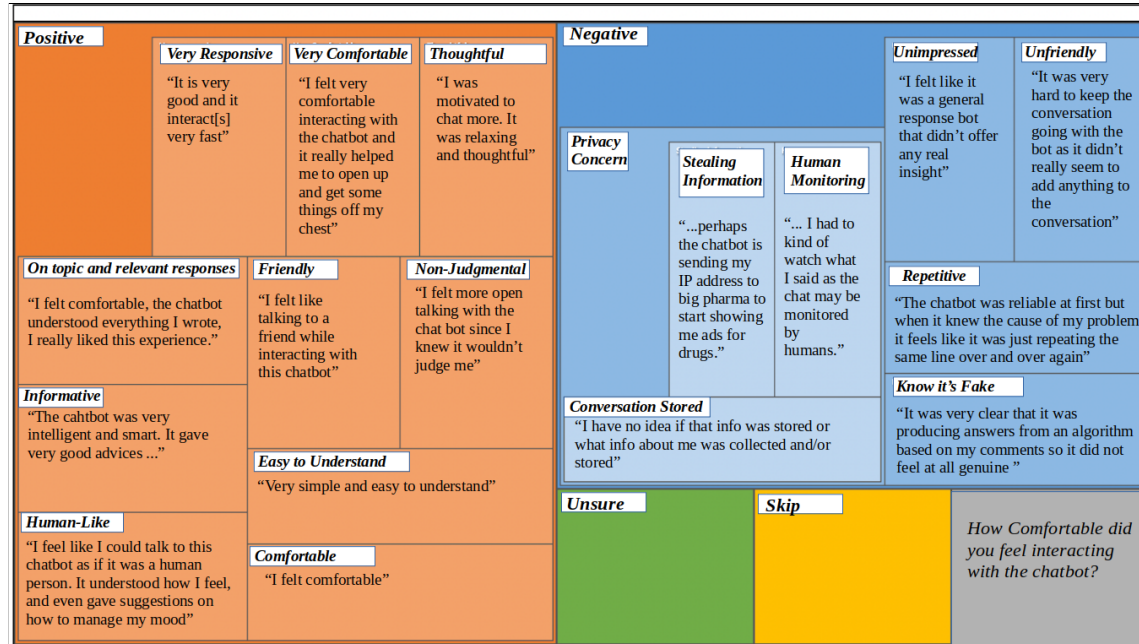 Positive
Very Responsive
“It is very
good and it
interact[s]
very fast”
Very Comfortable
“I felt very
comfortable
interacting with
the chatbot and
it really helped
me to open up
and get some
things off my
chest”
Thoughtful
“I was
motivated to
chat more. It
was relaxing
and thoughtful”
On topic and relevant responses
“I felt comfortable, the chatbot
understood everything I wrote,
I really liked this experience.”
Friendly
“I felt like
talking to a
friend while
interacting with
this chatbot”
Non-Judgmental
“I felt more open
talking with the
chat bot since I
knew it wouldn’t
judge me”
Informative
“The cahtbot was very
intelligent and smart. It gave
very good advices ...”
Easy to Understand
“Very simple and easy to understand”
Human-Like
“I feel like I could talk to this
chatbot as if it was a human
person. It understood how I feel,
and even gave suggestions on
how to manage my mood”
Comfortable
“I felt comfortable”
Negative
Privacy
Concern
Stealing
Information
“...perhaps
the chatbot is
sending my
IP address to
big pharma to
start showing
me ads for
drugs.”
Human
Monitoring
“... I had to
kind of
watch what
I said as the
chat may be
monitored
by
humans.”
Conversation Stored
“I have no idea if that info was stored or
what info about me was collected and/or
stored”
Unimpressed
“I felt like it
was a general
response bot
that didn’t offer
any real
insight”
Unfriendly
“It was very
hard to keep the
conversation
going with the
bot as it didn’t
really seem to
add anything to
the
conversation”
Repetitive
“The chatbot was reliable at first but
when it knew the cause of my problem
it feels like it was just repeating the
same line over and over again”
Know it’s Fake
“It was very clear that it was
producing answers from an algorithm
based on my comments so it did not
feel at all genuine ”
Unsure
Skip
How Comfortable did
you feel interacting
with the chatbot?